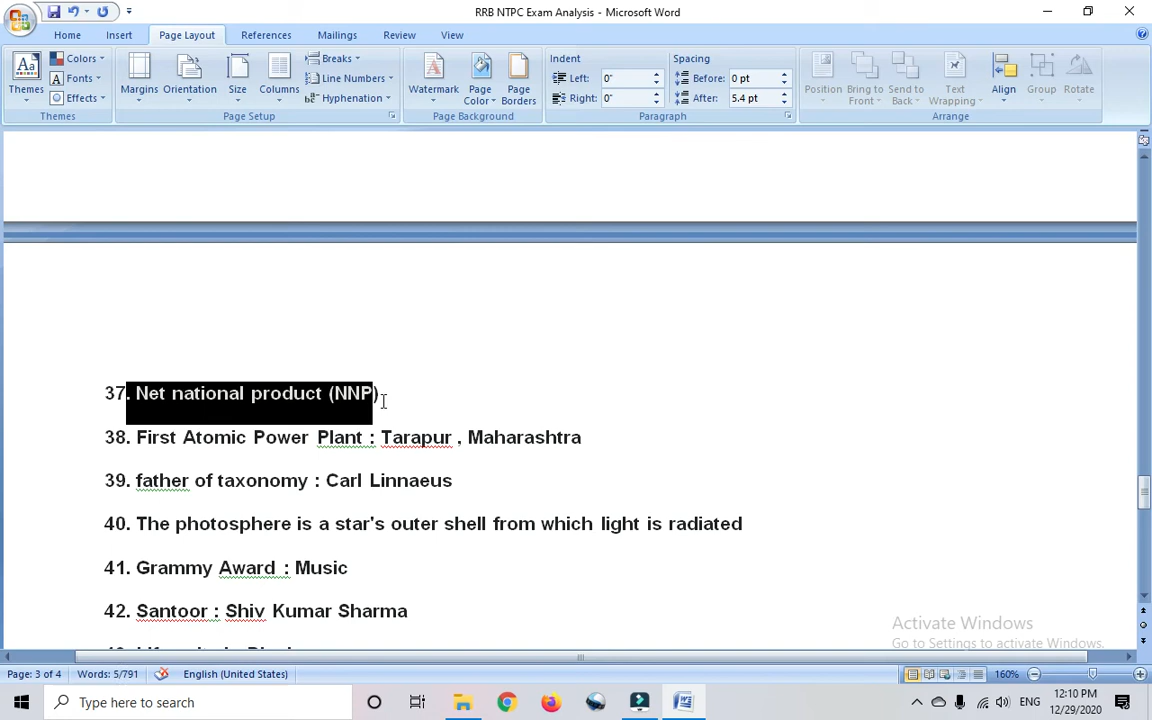 RRB NTPC Exam Analysis - Microsoft Word
Home Insert Page Layout References Mailings Review View
Themes Colors Fonts Effects
Themes
Margins Orientation Size Columns Breaks Line Numbers Hyphenation
Page Setup
Watermark Page Color Page Borders
Page Background
Indent Spacing
Left: 0" Before: 0 pt
Right: 0" After: 5.4 pt
Paragraph
Position Bring to Front Send to Back Text Wrapping Align Group Rotate
Arrange
37. Net national product (NNP)
38. First Atomic Power Plant : Tarapur , Maharashtra
39. father of taxonomy : Carl Linnaeus
40. The photosphere is a star's outer shell from which light is radiated
41. Grammy Award : Music
42. Santoor : Shiv Kumar Sharma
Activate Windows
Go to Settings to activate Windows.
Page: 3 of 4 Words: 5/791 English (United States) 160%
Type here to search
ENG
12:10 PM
12/29/2020